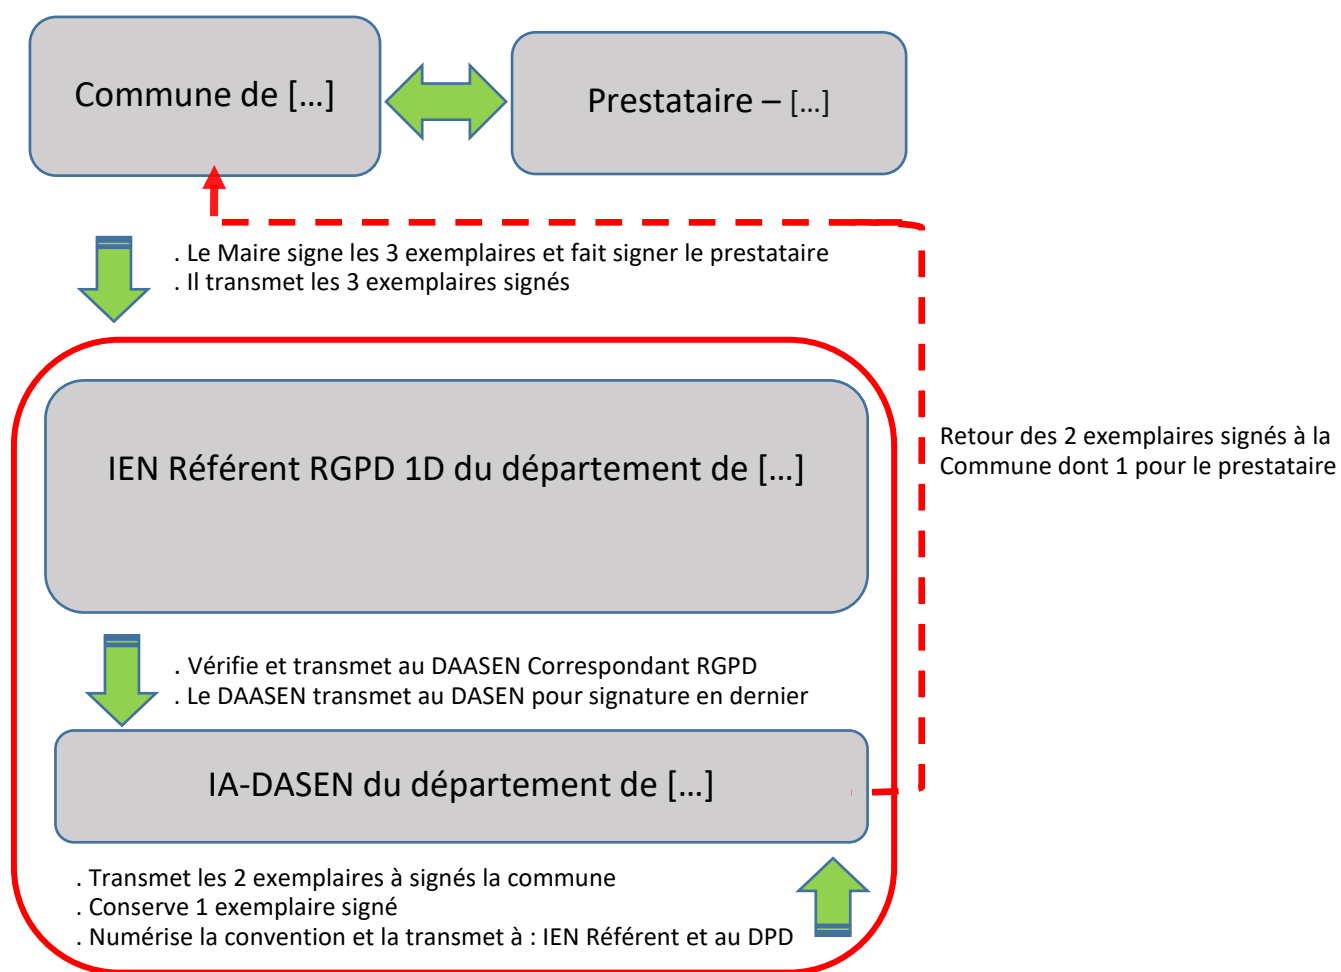 Commune de […]
Prestataire – […]
. Le Maire signe les 3 exemplaires et fait signer le prestataire
. Il transmet les 3 exemplaires signés
IEN Référent RGPD 1D du département de […]
Retour des 2 exemplaires signés à la
Commune dont 1 pour le prestataire
. Vérifie et transmet au DAASEN Correspondant RGPD
. Le DAASEN transmet au DASEN pour signature en dernier
IA-DASEN du département de […]
. Transmet les 2 exemplaires à signés la commune
. Conserve 1 exemplaire signé
. Numérise la convention et la transmet à : IEN Référent et au DPD